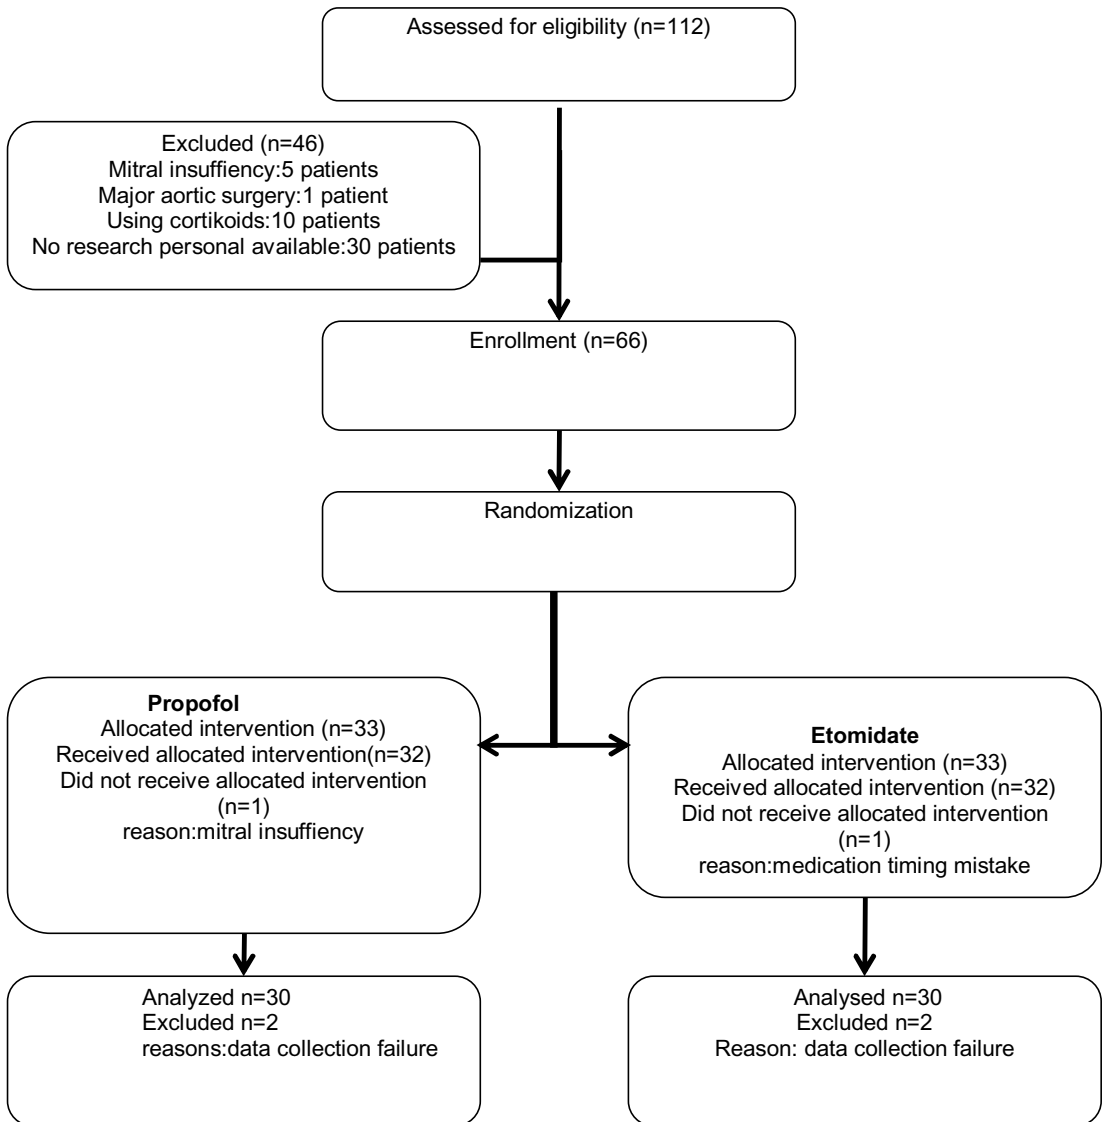 Assessed for eligibility (n=112)
Excluded (n=46)
Mitral insuffiency:5 patients
Major aortic surgery:1 patient
Using cortikoids:10 patients
No research personal available:30 patients
Enrollment (n=66)
Randomization
Propofol
Allocated intervention (n=33)
Received allocated intervention(n=32)
Did not receive allocated intervention
(n=1)
reason:mitral insuffiency
Etomidate
Allocated intervention (n=33)
Received allocated intervention (n=32)
Did not receive allocated intervention
(n=1)
reason:medication timing mistake
Analyzed n=30
Excluded n=2
reasons:data collection failure
Analysed n=30
Excluded n=2
Reason: data collection failure